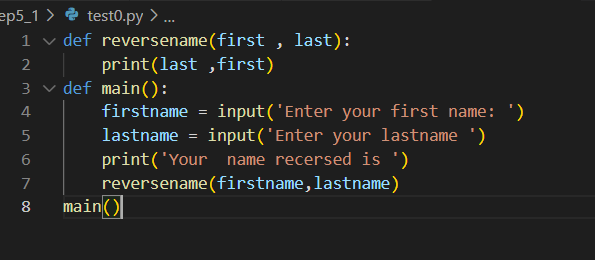 ep5_1 > test0.py > ...
1 def reversename(first , last):
2     print(last ,first)
3 def main():
4     firstname = input('Enter your first name: ')
5     lastname = input('Enter your lastname ')
6     print('Your  name recersed is ')
7     reversename(firstname,lastname)
8 main()